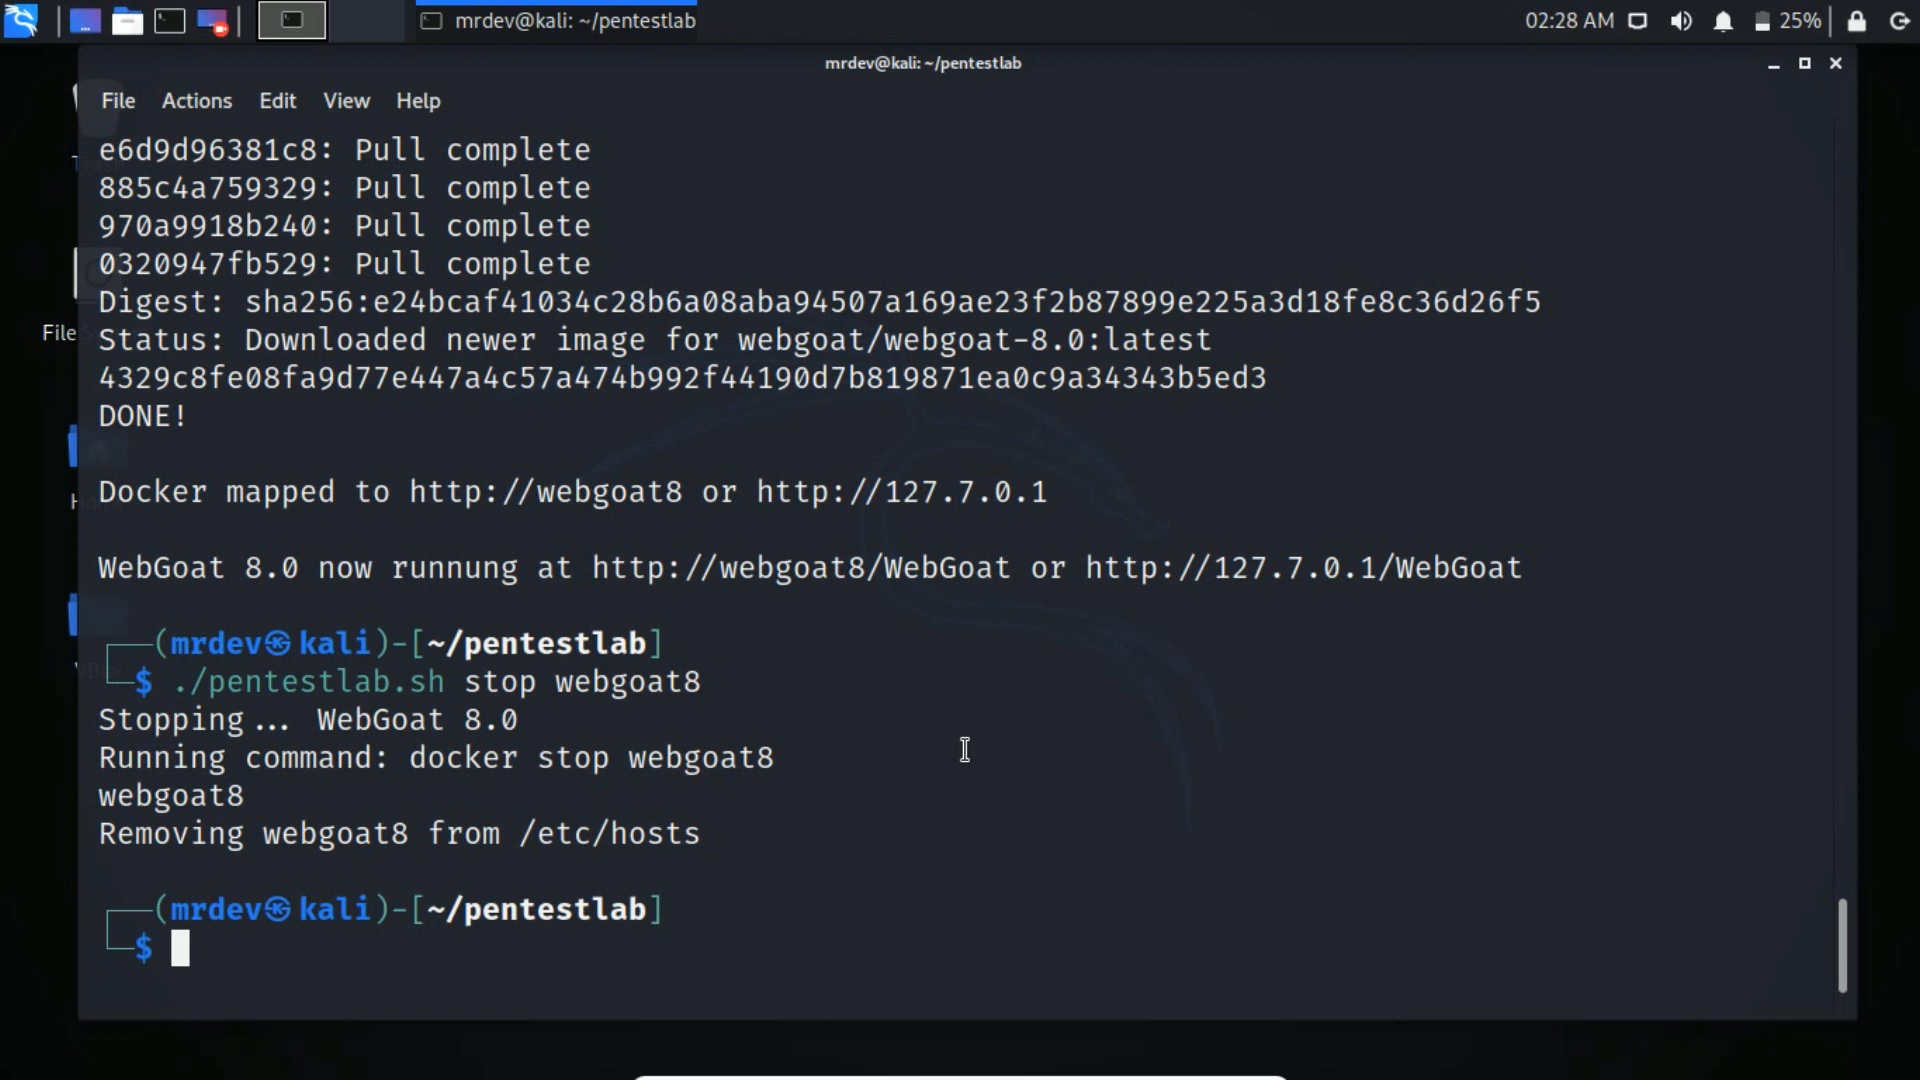 mrdev@kali: ~/pentestlab
02:28 AM
25%
mrdev@kali: ~/pentestlab
File Actions Edit View Help
e6d9d96381c8: Pull complete
885c4a759329: Pull complete
970a9918b240: Pull complete
0320947fb529: Pull complete
Digest: sha256:e24bcaf41034c28b6a08aba94507a169ae23f2b87899e225a3d18fe8c36d26f5
File
Status: Downloaded newer image for webgoat/webgoat-8.0:latest
4329c8fe08fa9d77e447a4c57a474b992f44190d7b819871ea0c9a34343b5ed3
DONE!
Docker mapped to http://webgoat8 or http://127.7.0.1
WebGoat 8.0 now runnung at http://webgoat8/WebGoat or http://127.7.0.1/WebGoat
(mrdev㉿kali)-[~/pentestlab]
$ ./pentestlab.sh stop webgoat8
Stopping... WebGoat 8.0
Running command: docker stop webgoat8
webgoat8
Removing webgoat8 from /etc/hosts
(mrdev㉿kali)-[~/pentestlab]
$